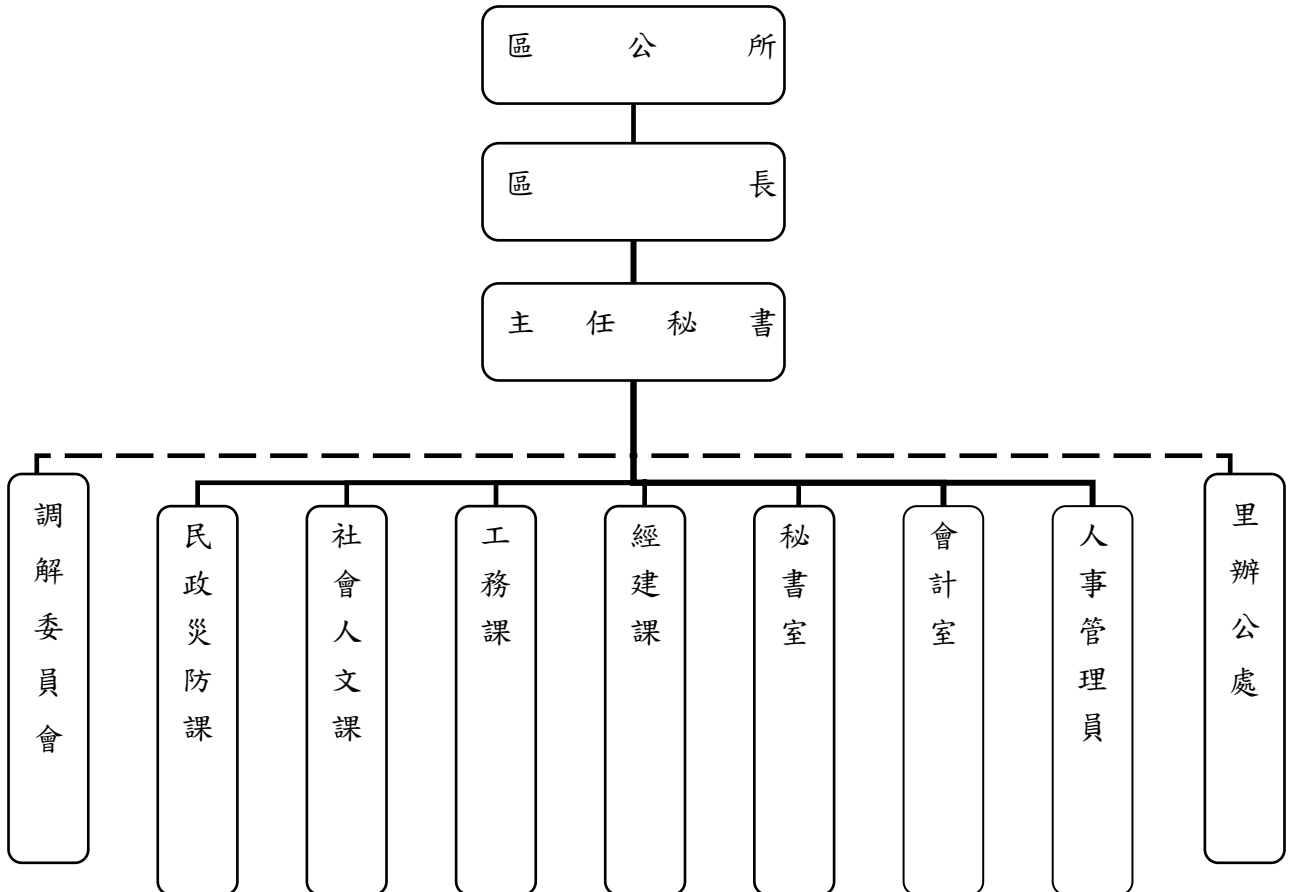 區公所
區長
主任秘書
調解委員會
民政災防課
社會人文課
工務課
經建課
秘書室
會計室
人事管理員
里辦公處